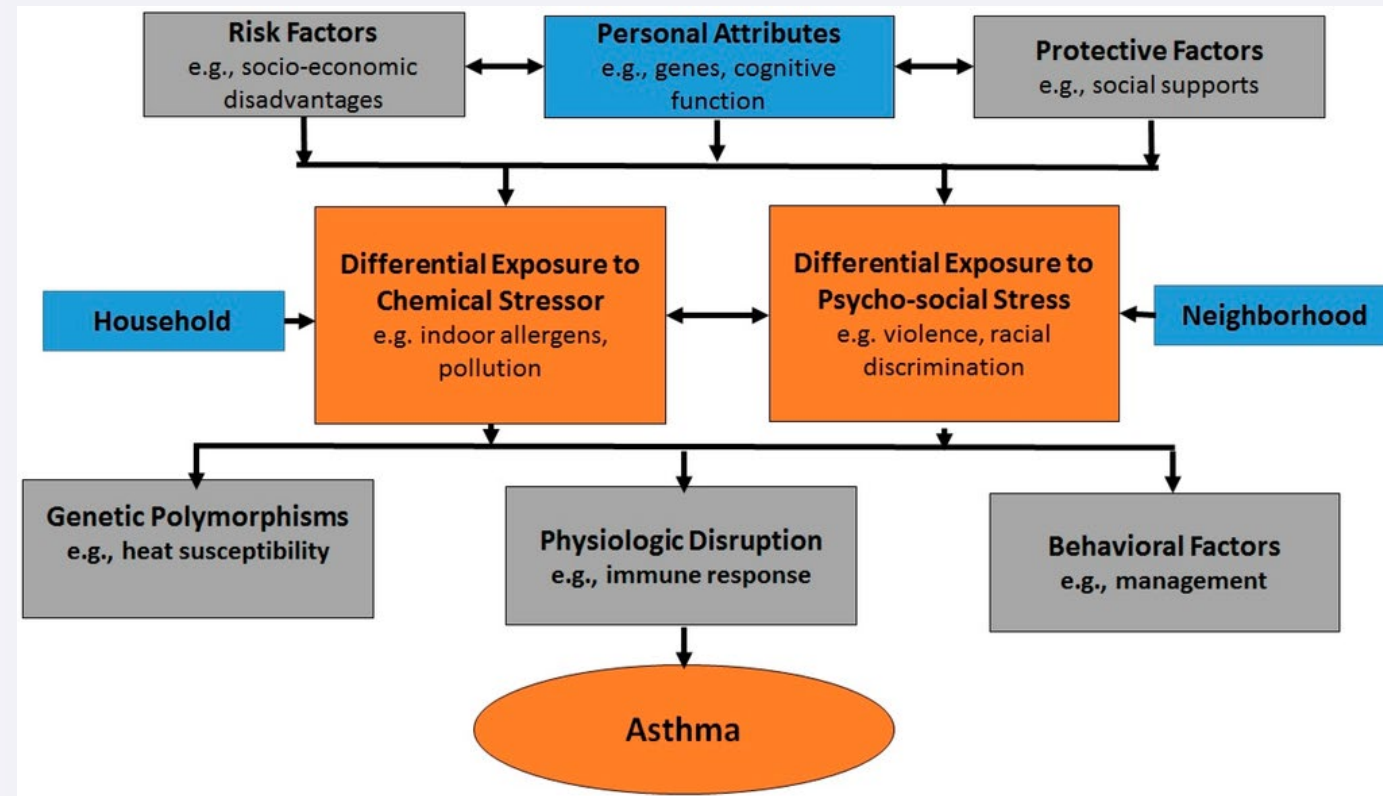 Risk Factors
e.g., socio-economic
disadvantages
Personal Attributes
e.g., genes, cognitive
function
Protective Factors
e.g., social supports
Household
Differential Exposure to
Chemical Stressor
e.g. indoor allergens,
pollution
Differential Exposure to
Psycho-social Stress
e.g. violence, racial
discrimination
Neighborhood
Genetic Polymorphisms
e.g., heat susceptibility
Physiologic Disruption
e.g., immune response
Behavioral Factors
e.g., management
Asthma